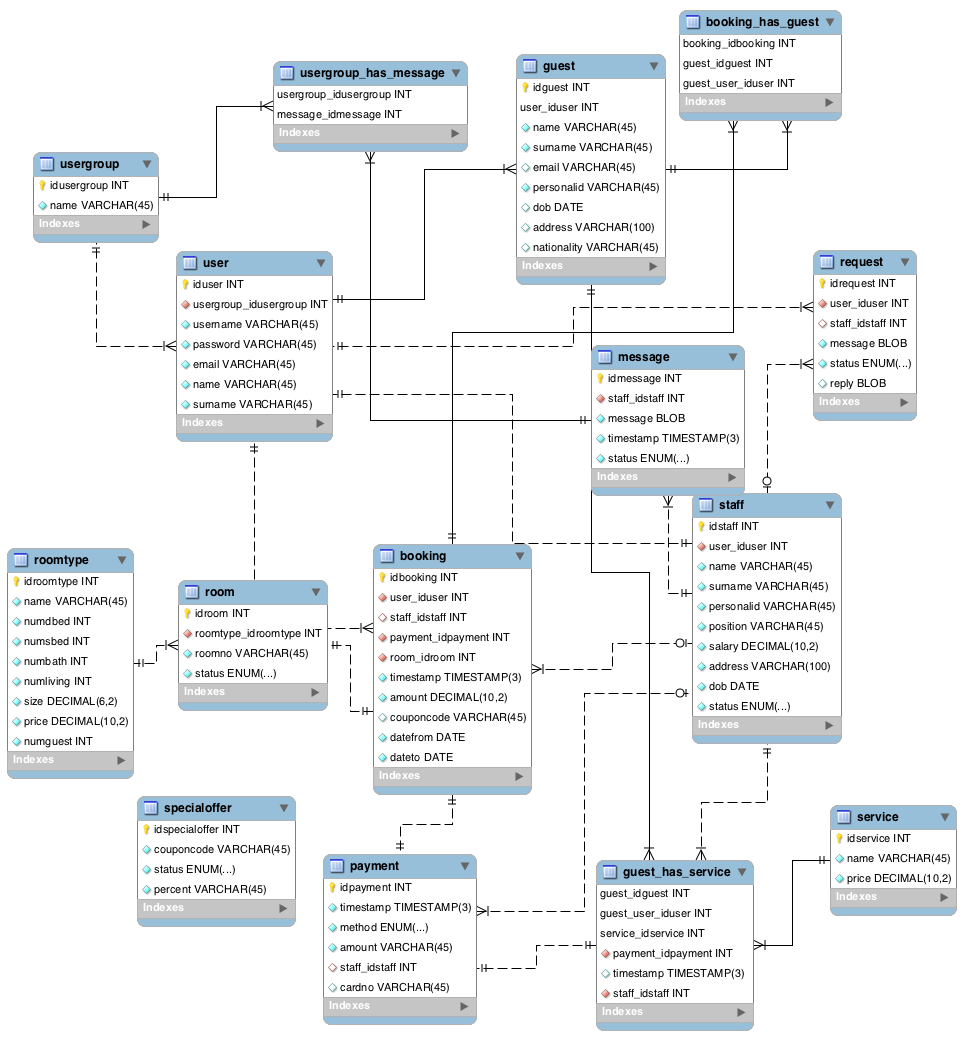 booking_has_guest
booking_idbooking INT
guest_idguest INT
guest_user_iduser INT
Indexes
guest
idguest INT
user_iduser INT
name VARCHAR(45)
surname VARCHAR(45)
email VARCHAR(45)
personalid VARCHAR(45)
dob DATE
address VARCHAR(100)
nationality VARCHAR(45)
Indexes
usergroup_has_message
usergroup_idusergroup INT
message_idmessage INT
Indexes
usergroup
idusergroup INT
name VARCHAR(45)
Indexes
user
iduser INT
usergroup_idusergroup INT
username VARCHAR(45)
password VARCHAR(45)
email VARCHAR(45)
name VARCHAR(45)
surname VARCHAR(45)
Indexes
request
idrequest INT
user_iduser INT
staff_idstaff INT
message BLOB
status ENUM(...)
reply BLOB
Indexes
message
idmessage INT
staff_idstaff INT
message BLOB
timestamp TIMESTAMP(3)
status ENUM(...)
Indexes
staff
idstaff INT
user_iduser INT
name VARCHAR(45)
surname VARCHAR(45)
personalid VARCHAR(45)
position VARCHAR(45)
salary DECIMAL(10,2)
address VARCHAR(100)
dob DATE
status ENUM(...)
Indexes
roomtype
idroomtype INT
name VARCHAR(45)
numdbed INT
numsbed INT
numbath INT
numliving INT
size DECIMAL(6,2)
price DECIMAL(10,2)
numguest INT
Indexes
room
idroom INT
roomtype_idroomtype INT
roomno VARCHAR(45)
status ENUM(...)
Indexes
booking
idbooking INT
user_iduser INT
staff_idstaff INT
payment_idpayment INT
room_idroom INT
timestamp TIMESTAMP(3)
amount DECIMAL(10,2)
couponcode VARCHAR(45)
datefrom DATE
dateto DATE
Indexes
specialoffer
idspecialoffer INT
couponcode VARCHAR(45)
status ENUM(...)
percent VARCHAR(45)
Indexes
payment
idpayment INT
timestamp TIMESTAMP(3)
method ENUM(...)
amount VARCHAR(45)
staff_idstaff INT
cardno VARCHAR(45)
Indexes
guest_has_service
guest_idguest INT
guest_user_iduser INT
service_idservice INT
payment_idpayment INT
timestamp TIMESTAMP(3)
staff_idstaff INT
Indexes
service
idservice INT
name VARCHAR(45)
price DECIMAL(10,2)
Indexes